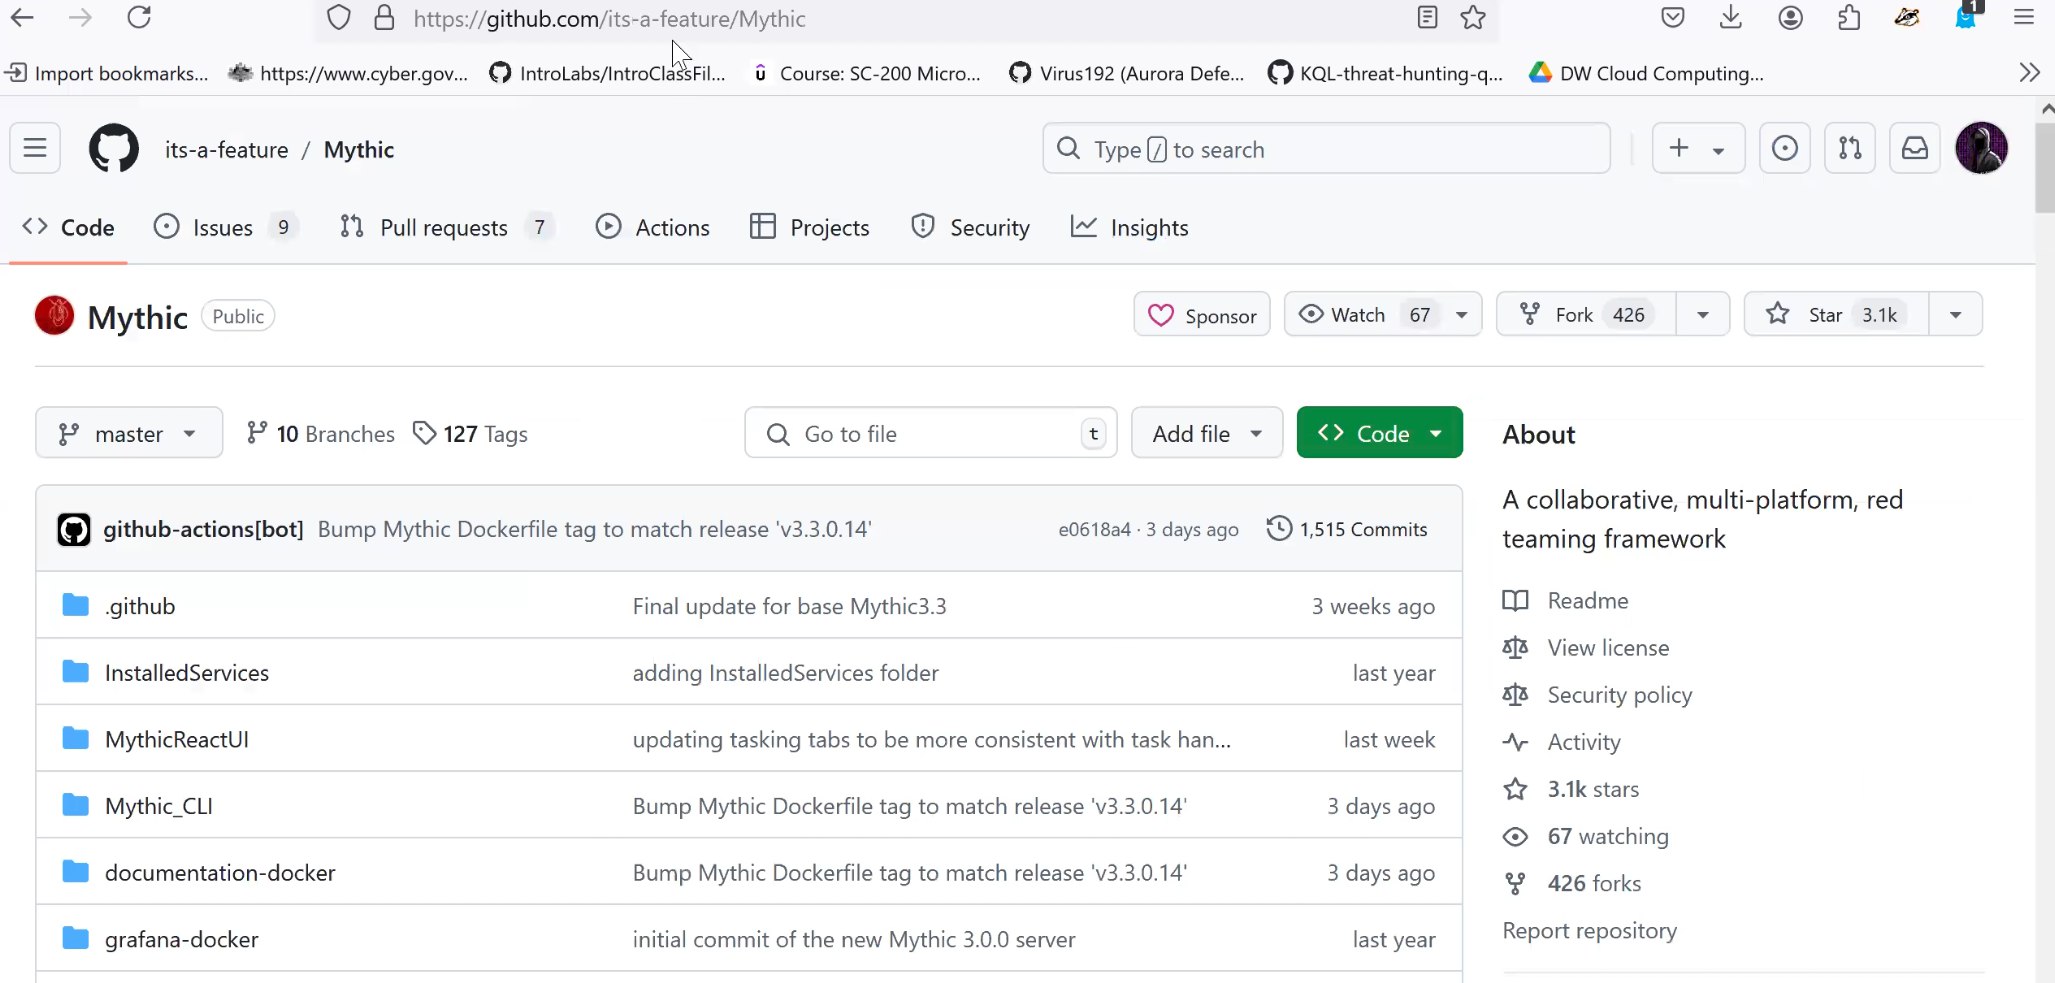 https://github.com/its-a-feature/Mythic
1
Import bookmarks... https://www.cyber.gov... IntroLabs/IntroClassFil... Course: SC-200 Micro... Virus192 (Aurora Defe... KQL-threat-hunting-q... DW Cloud Computing...
its-a-feature / Mythic Type / to search
Code Issues 9 Pull requests 7 Actions Projects Security Insights
Mythic Public Sponsor Watch 67 Fork 426 Star 3.1k
master 10 Branches 127 Tags Go to file t Add file Code
github-actions[bot] Bump Mythic Dockerfile tag to match release 'v3.3.0.14' e0618a4 · 3 days ago 1,515 Commits
.github Final update for base Mythic3.3 3 weeks ago
InstalledServices adding InstalledServices folder last year
MythicReactUI updating tasking tabs to be more consistent with task han... last week
Mythic_CLI Bump Mythic Dockerfile tag to match release 'v3.3.0.14' 3 days ago
documentation-docker Bump Mythic Dockerfile tag to match release 'v3.3.0.14' 3 days ago
grafana-docker initial commit of the new Mythic 3.0.0 server last year
About
A collaborative, multi-platform, red
teaming framework
Readme
View license
Security policy
Activity
3.1k stars
67 watching
426 forks
Report repository